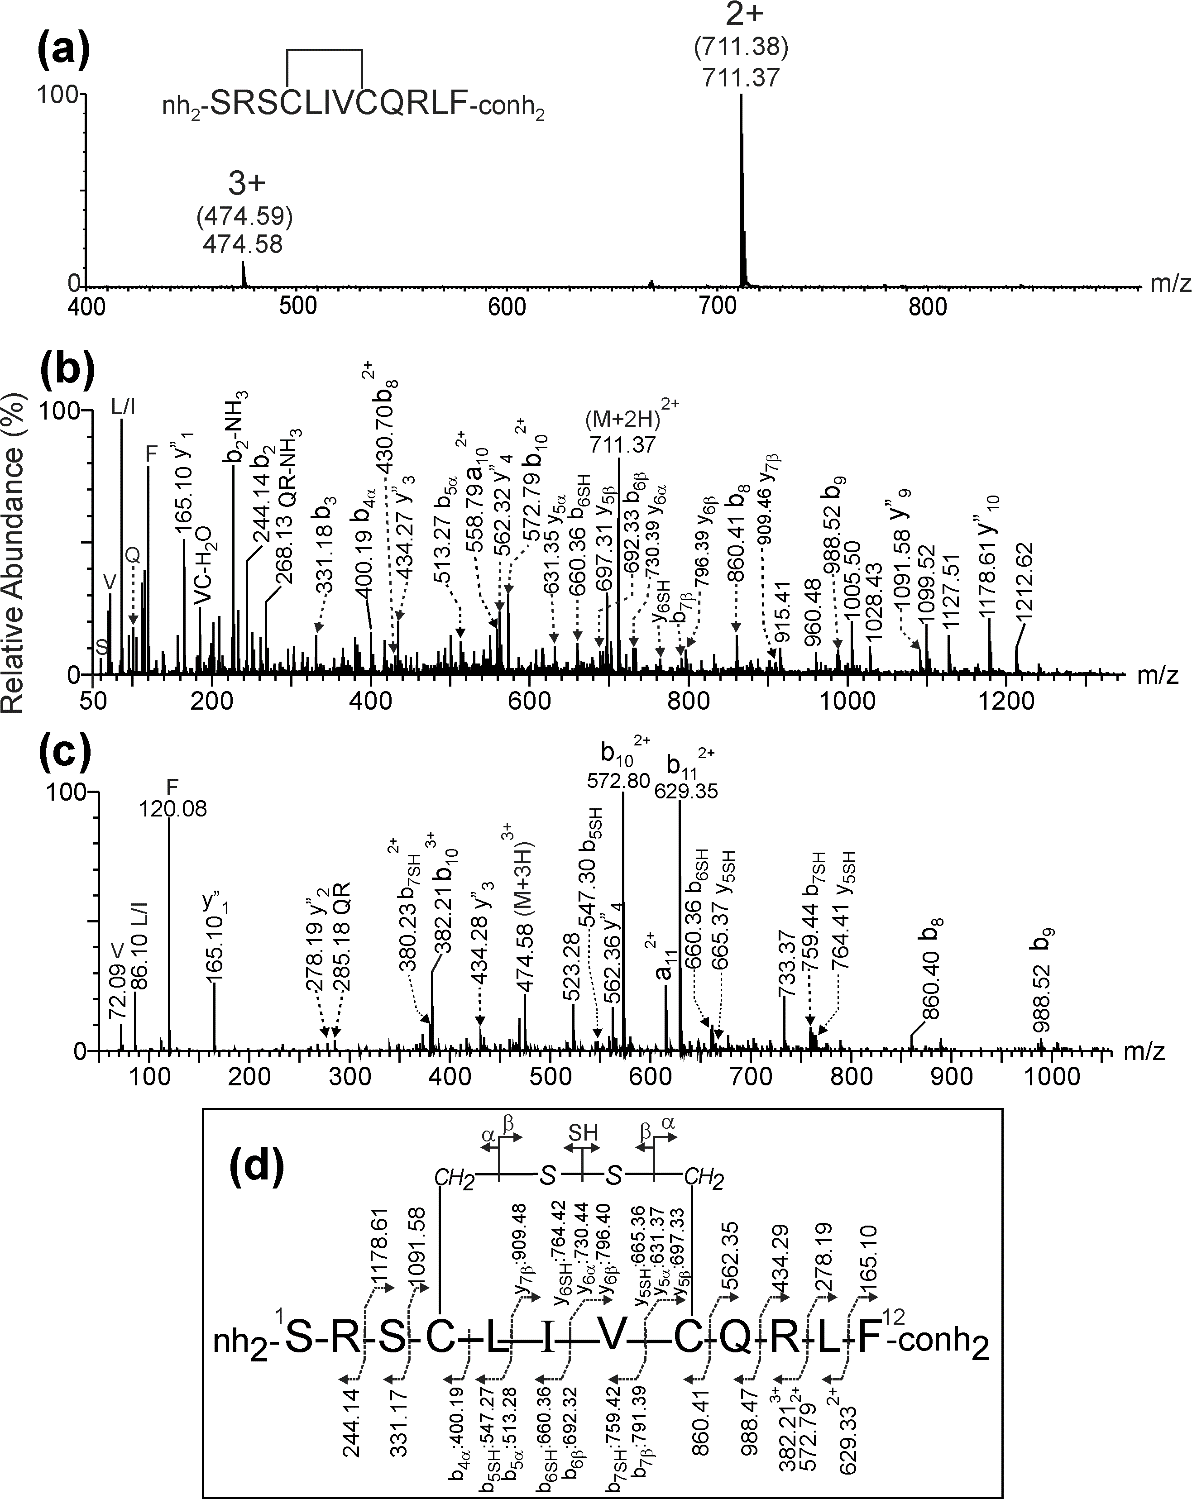 (a)
2+
(711.38)
711.37
nh2-SRSCLIVCQRLF-conh2
3+
(474.59)
474.58
100
0
400
500
600
700
800
m/z
Relative Abundance (%)
(b)
100
0
S
V
L/I
Q
F
165.10 y"1
VC-H2O
b2-NH3
244.14 b2
268.13 QR-NH3
331.18 b3
400.19 b4α
430.70 b8 2+
434.27 y"3
513.27 b5α
558.79 a10 2+
562.32 y"4
572.79 b10 2+
631.35 y5α
660.36 b6SH
697.31 y5β
(M+2H)2+
711.37
692.33 b6β
730.39 y6α
y6SH
b7β
796.39 y6β
860.41 b8
909.46 y7β
915.41
960.48
988.52 b9
1005.50
1028.43
1091.58 y"9
1099.52
1127.51
1178.61 y"10
1212.62
50
200
400
600
800
1000
1200
m/z
(c)
100
0
72.09 V
86.10 L/I
F
120.08
165.10 y"1
278.19 y"2
285.18 QR
380.23 b7SH 2+
382.21 b10 3+
434.28 y"3
474.58 (M+3H)3+
523.28
547.30 b5SH
562.36 y"4
b10 2+
572.80
a11 2+
b11 2+
629.35
660.36 b6SH
665.37 y5SH
733.37
759.44 b7SH
764.41 y5SH
860.40 b8
988.52 b9
100
200
300
400
500
600
700
800
900
1000
m/z
(d)
α β SH β α
CH2 S S CH2
1178.61
1091.58
y7β:909.48
y6SH:764.42
y6α:730.44
y6β:796.40
y5SH:665.36
y5α:631.37
y5β:697.33
562.35
434.29
278.19
165.10
nh2-1S-R-S-C-L-I-V-C-Q-R-L-F12-conh2
244.14
331.17
b4α:400.19
b5SH:547.27
b5α:513.28
b6SH:660.36
b6β:692.32
b7SH:759.42
b7β:791.39
860.41
988.47
382.21 3+
572.79 2+
629.33 2+